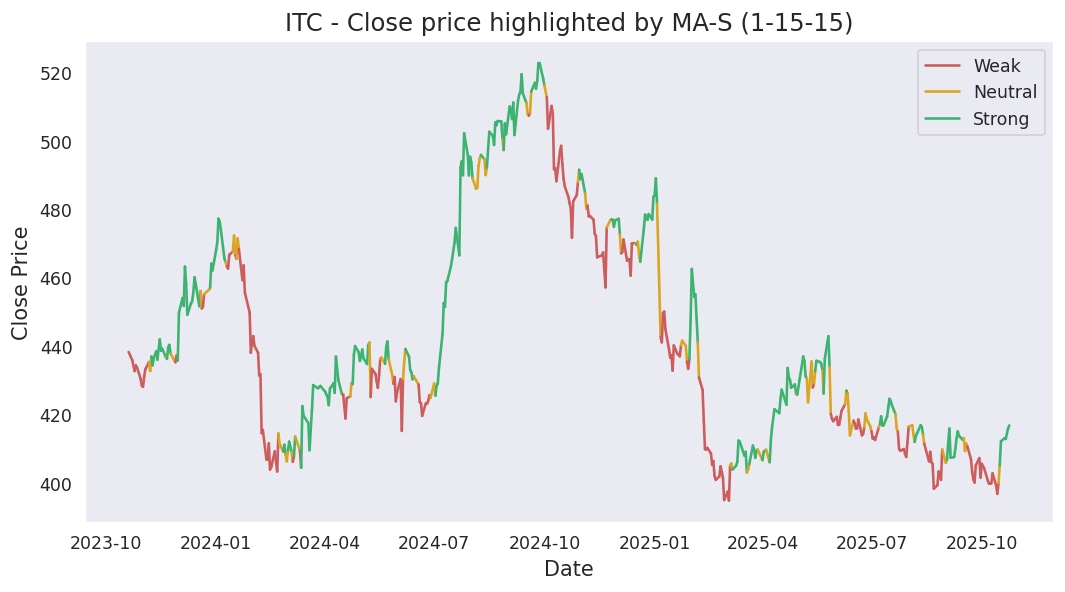 ITC - Close price highlighted by MA-S (1-15-15)
Weak
Neutral
Strong
Close Price
520
500
480
460
440
420
400
2023-10 2024-01 2024-04 2024-07 2024-10 2025-01 2025-04 2025-07 2025-10
Date